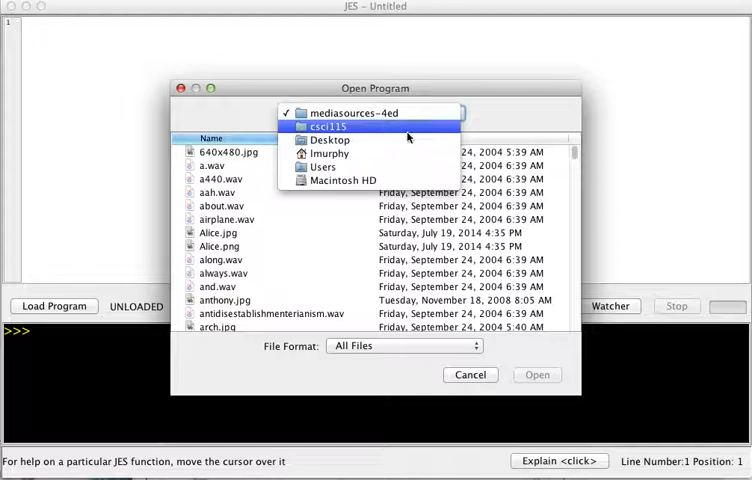 JES - Untitled
1
Open Program
✓ mediasources-4ed
csci115
Desktop
lmurphy
Users
Macintosh HD
Name
640x480.jpg 24, 2004 5:39 AM
a.wav 24, 2004 6:39 AM
a440.wav 24, 2004 6:39 AM
aah.wav Friday, September 24, 2004 6:39 AM
about.wav Friday, September 24, 2004 6:39 AM
airplane.wav Friday, September 24, 2004 6:39 AM
Alice.jpg Saturday, July 19, 2014 4:35 PM
Alice.png Saturday, July 19, 2014 4:35 PM
along.wav Friday, September 24, 2004 6:39 AM
always.wav Friday, September 24, 2004 6:39 AM
and.wav Friday, September 24, 2004 6:39 AM
anthony.jpg Tuesday, November 18, 2008 8:05 AM
antidisestablishmenterianism.wav Friday, September 24, 2004 6:39 AM
arch.jpg Friday, September 24, 2004 5:40 AM
File Format: All Files
Cancel Open
Load Program UNLOADED Watcher Stop
>>>
For help on a particular JES function, move the cursor over it Explain <click> Line Number:1 Position: 1